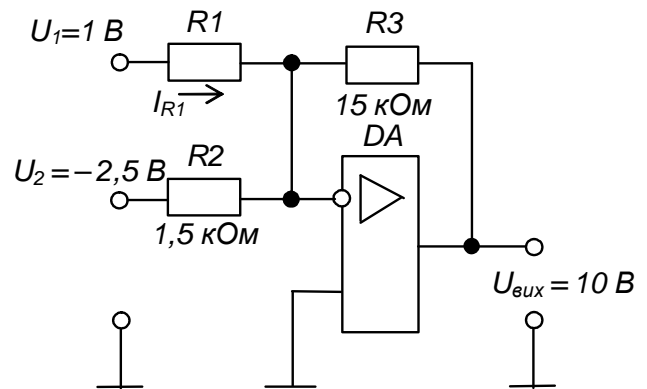 R1
R3
U1=1 В
IR1
15 кОм
DA
R2
U2=−2,5 В
1,5 кОм
Uвих=10 В